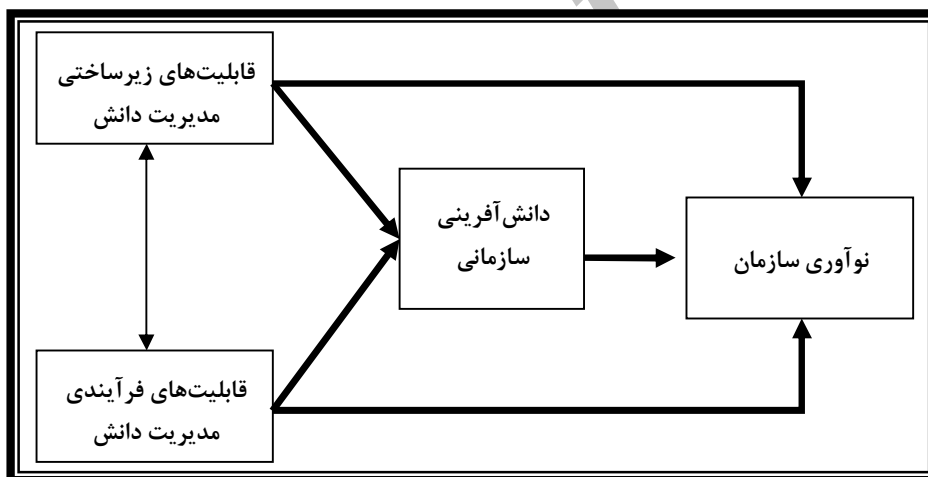 قابلیت‌های زیرساختی
مدیریت دانش
دانش‌آفرینی
سازمانی
نوآوری سازمان
قابلیت‌های فرآیندی
مدیریت دانش